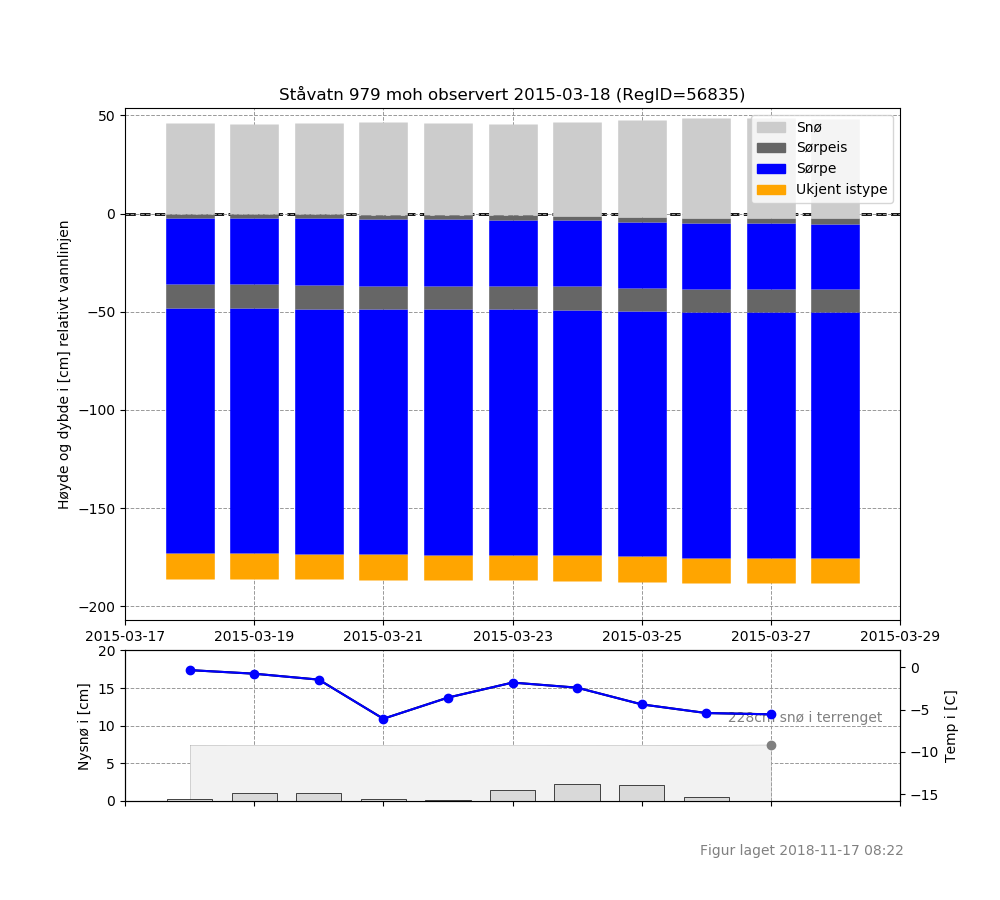 Ståvatn 979 moh observert 2015-03-18 (RegID=56835)
Høyde og dybde i [cm] relativt vannlinjen
50
0
−50
−100
−150
−200
Snø
Sørpeis
Sørpe
Ukjent istype
2015-03-17 2015-03-19 2015-03-21 2015-03-23 2015-03-25 2015-03-27 2015-03-29
Nysnø i [cm]
20
15
10
5
0
228cm snø i terrenget
0
−5
−10
−15
Temp i [C]
Figur laget 2018-11-17 08:22